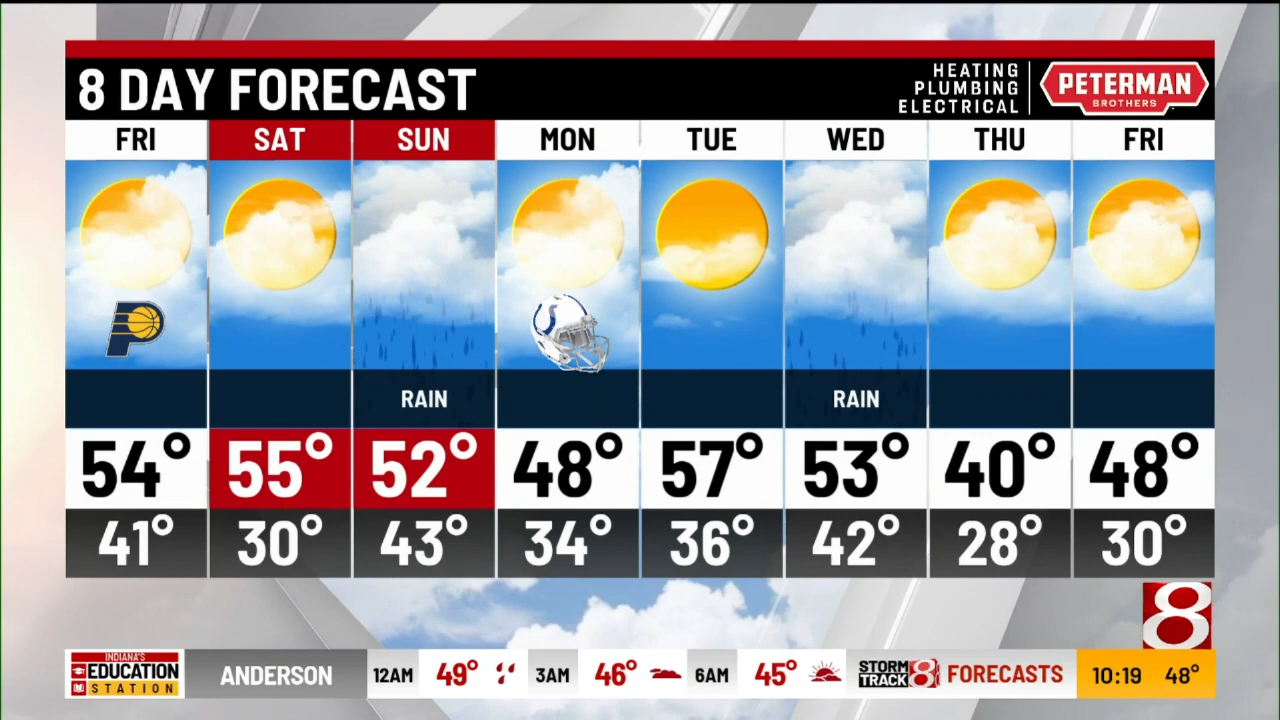 8 DAY FORECAST
HEATING
PLUMBING
ELECTRICAL
PETERMAN
BROTHERS
FRI SAT SUN MON TUE WED THU FRI
RAIN RAIN
54° 55° 52° 48° 57° 53° 40° 48°
41° 30° 43° 34° 36° 42° 28° 30°
8
INDIANA'S
EDUCATION
STATION
ANDERSON
12AM 49° 3AM 46° 6AM 45°
STORM
TRACK 8
FORECASTS
10:19 48°